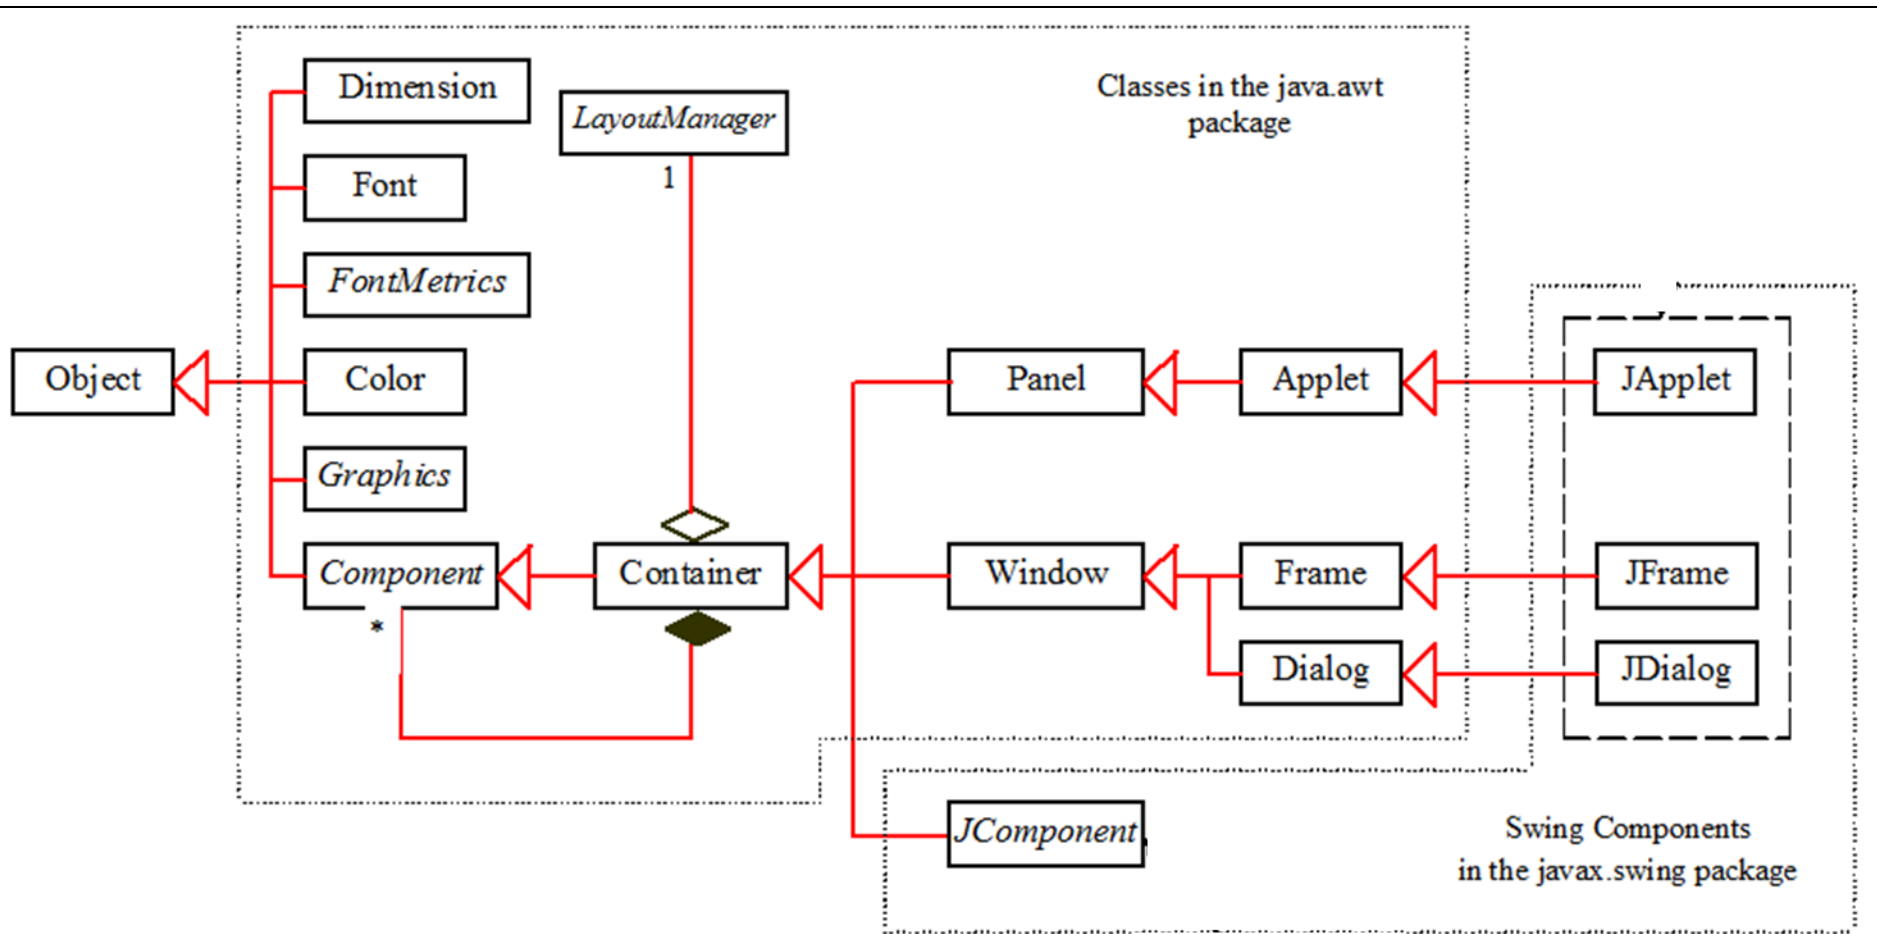 Dimension
LayoutManager
Classes in the java.awt
package
1
Font
FontMetrics
Object
Color
Panel
Applet
JApplet
Graphics
Component
Container
Window
Frame
JFrame
*
Dialog
JDialog
JComponent
Swing Components
in the javax.swing package